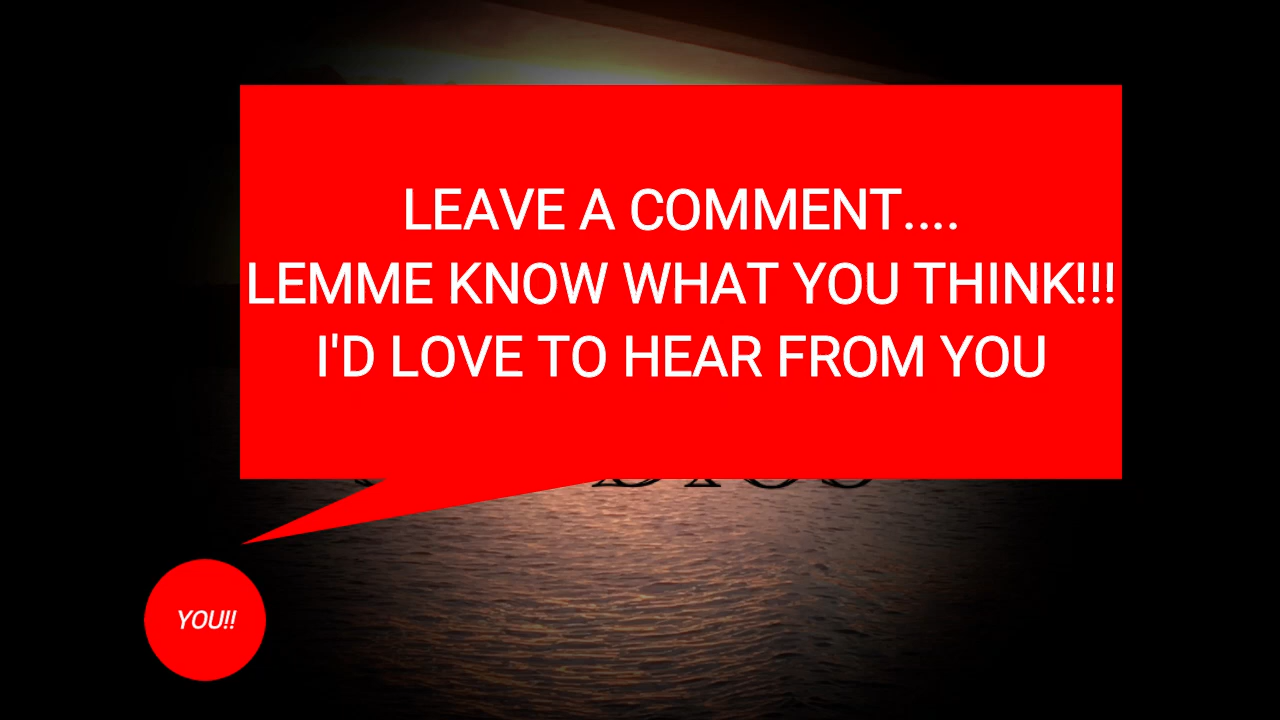 LEAVE A COMMENT....
LEMME KNOW WHAT YOU THINK!!!
I'D LOVE TO HEAR FROM YOU
YOU!!